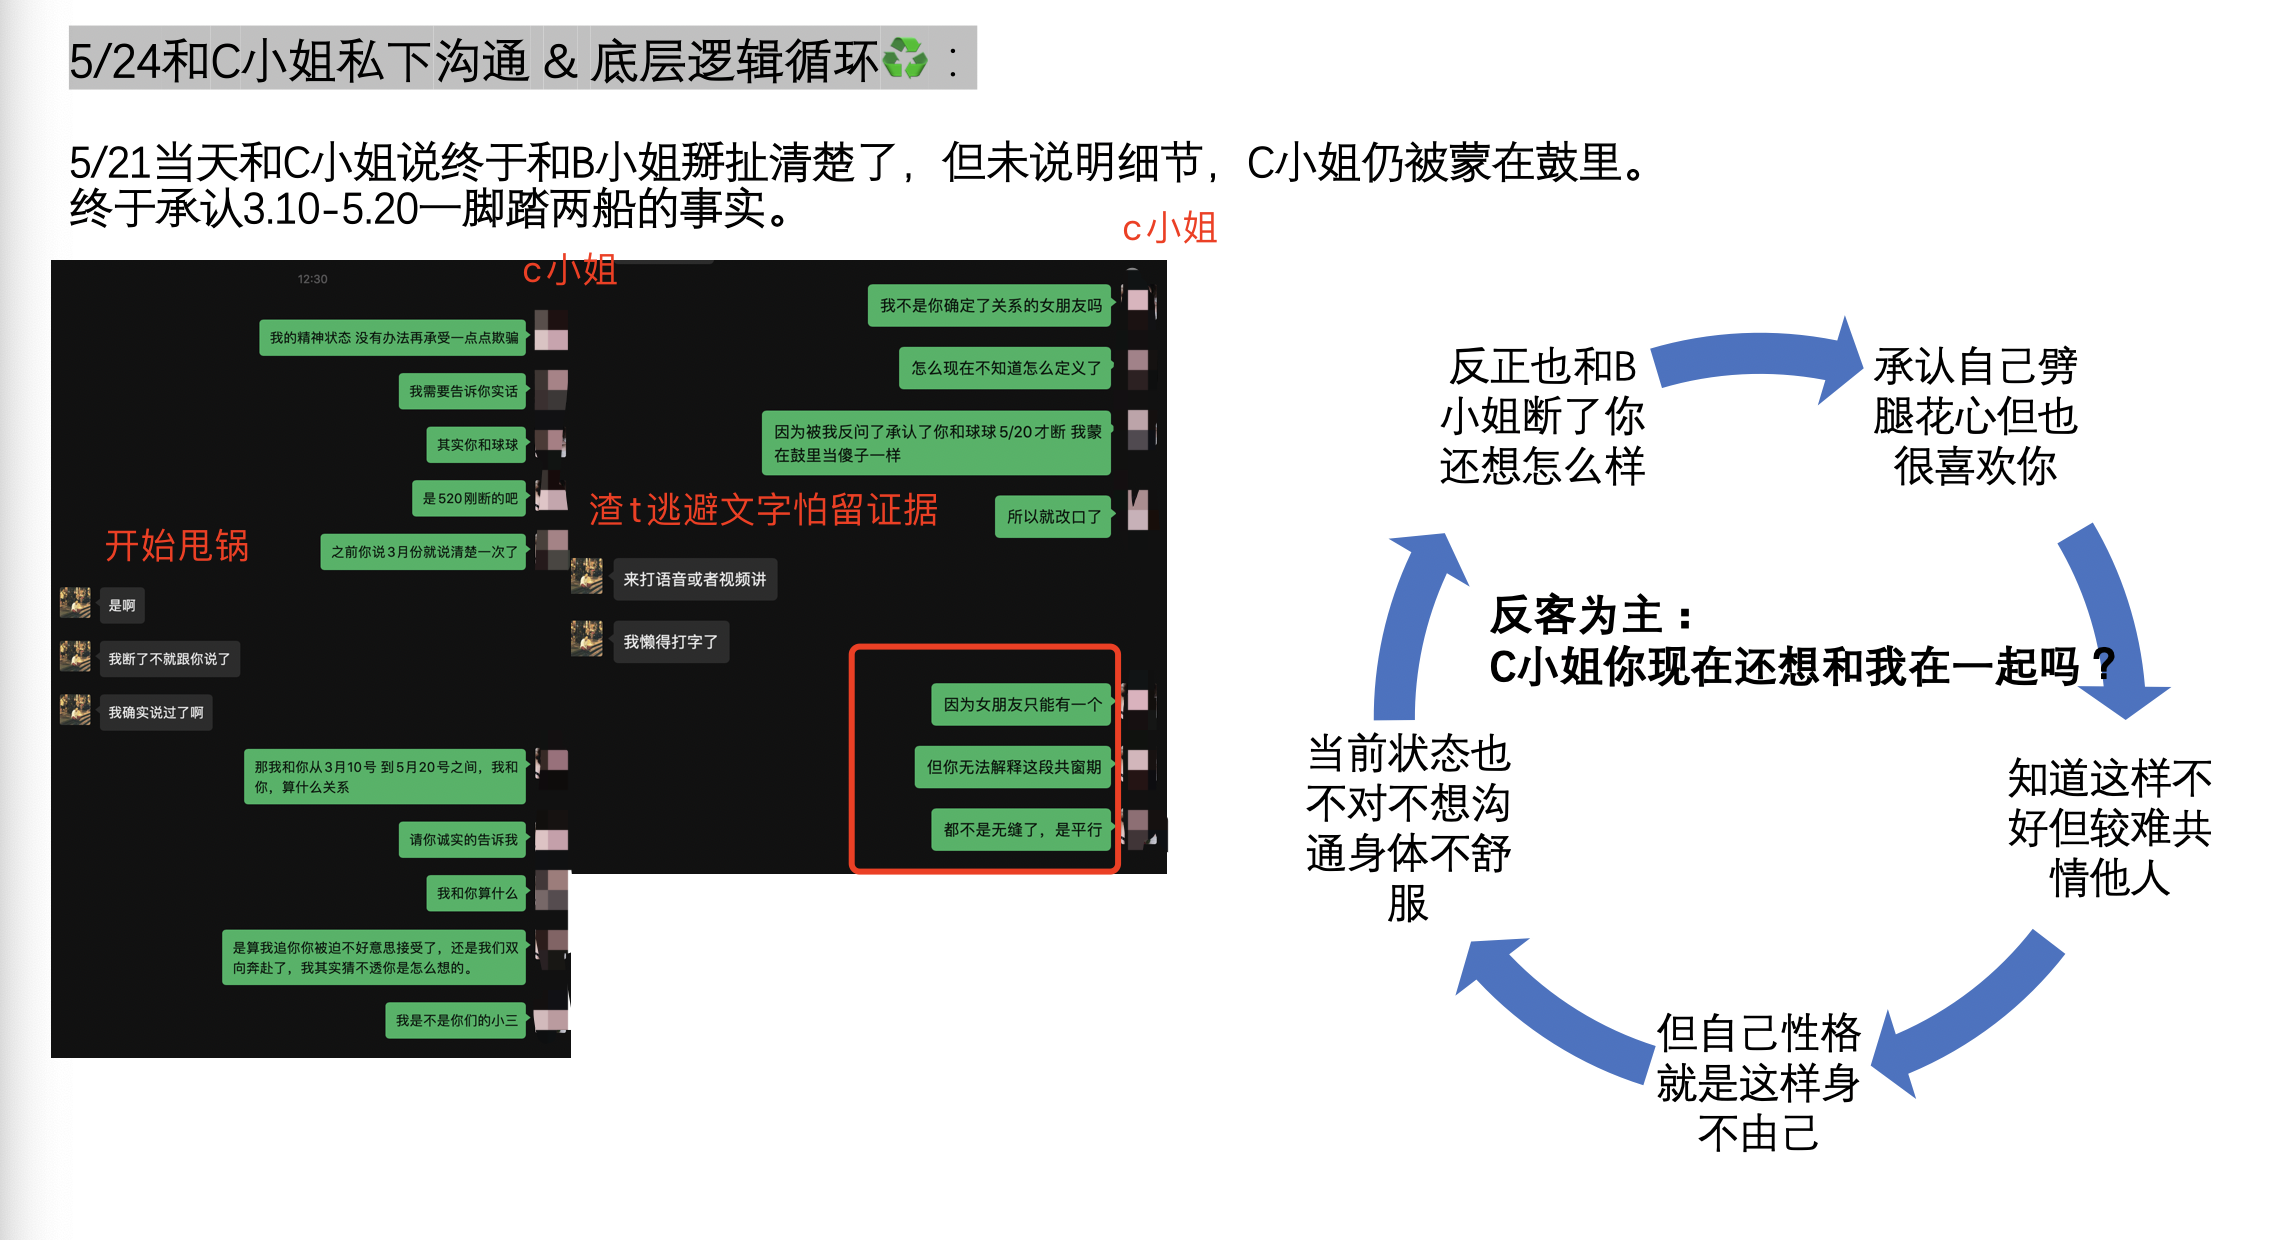 5/24和C小姐私下沟通 & 底层逻辑循环♻️：
5/21当天和C小姐说终于和B小姐掰扯清楚了，但未说明细节，C小姐仍被蒙在鼓里。
终于承认3.10-5.20一脚踏两船的事实。
c小姐
12:30
我的精神状态 没有办法再承受一点点欺骗
我需要告诉你实话
其实你和球球
是520刚断的吧
之前你说3月份就说清楚一次了
开始甩锅
是啊
我断了不就跟你说了
我确实说过了啊
那我和你从3月10号 到5月20号之间，我和
你，算什么关系
请你诚实的告诉我
我和你算什么
是算我追你你被迫不好意思接受了，还是我们双
向奔赴了，我其实猜不透你是怎么想的。
我是不是你们的小三
c小姐
我不是你确定了关系的女朋友吗
怎么现在不知道怎么定义了
因为被我反问了承认了你和球球5/20才断 我蒙
在鼓里当傻子一样
所以就改口了
渣t逃避文字怕留证据
来打语音或者视频讲
我懒得打字了
因为女朋友只能有一个
但你无法解释这段共窗期
都不是无缝了，是平行
反正也和B
小姐断了你
还想怎么样
承认自己劈
腿花心但也
很喜欢你
知道这样不
好但较难共
情他人
但自己性格
就是这样身
不由己
当前状态也
不对不想沟
通身体不舒
服
反客为主：
C小姐你现在还想和我在一起吗？